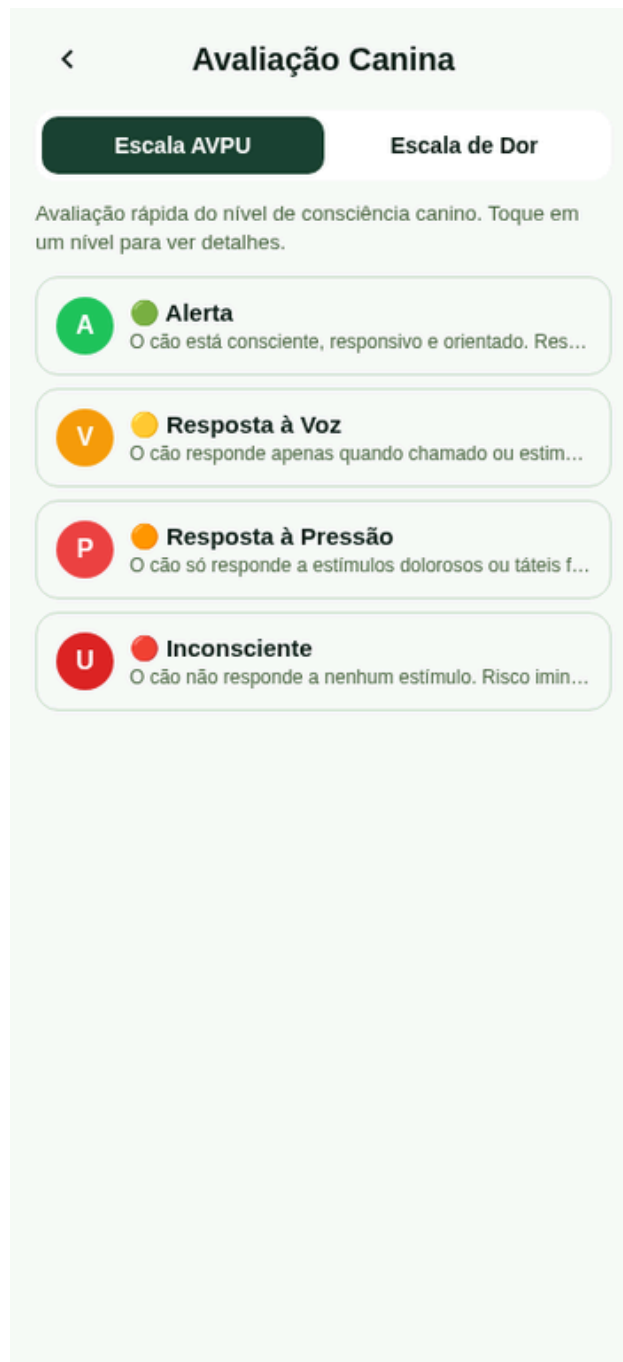 Avaliação Canina
Escala AVPU
Escala de Dor
Avaliação rápida do nível de consciência canino. Toque em
um nível para ver detalhes.
A
🟢 Alerta
O cão está consciente, responsivo e orientado. Res...
V
🟡 Resposta à Voz
O cão responde apenas quando chamado ou estim...
P
🟠 Resposta à Pressão
O cão só responde a estímulos dolorosos ou táteis f...
U
🔴 Inconsciente
O cão não responde a nenhum estímulo. Risco imin...